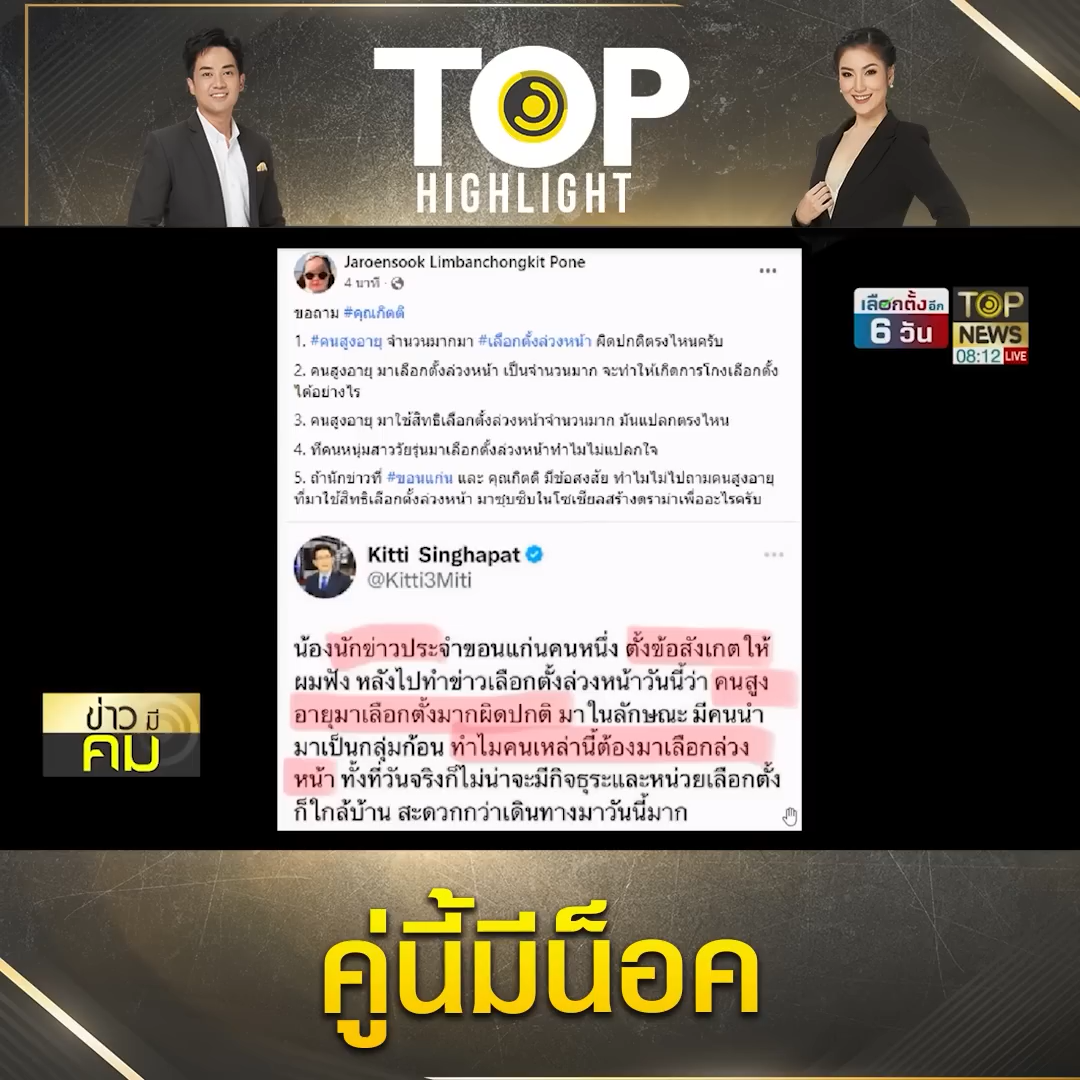 TOP
HIGHLIGHT
Jaroensook Limbanchongkit Pone
4 นาที ·
ขอถาม #คุณกิตติ
1. #คนสูงอายุ จำนวนมากมา #เลือกตั้งล่วงหน้า ผิดปกติตรงไหนครับ
2. คนสูงอายุ มาเลือกตั้งล่วงหน้า เป็นจำนวนมาก จะทำให้เกิดการโกงเลือกตั้ง
ได้อย่างไร
3. คนสูงอายุ มาใช้สิทธิเลือกตั้งล่วงหน้าจำนวนมาก มันแปลกตรงไหน
4. ทีคนหนุ่มสาววัยรุ่นมาเลือกตั้งล่วงหน้าทำไมไม่แปลกใจ
5. ถ้านักข่าวที่ #ขอนแก่น และ คุณกิตติ มีข้อสงสัย ทำไมไม่ไปถามคนสูงอายุ
ที่มาใช้สิทธิเลือกตั้งล่วงหน้า มาซุบซิบในโซเชียลสร้างดราม่าเพื่ออะไรครับ
เลือกตั้งอีก
6 วัน
TOP
NEWS
08:12 LIVE
Kitti Singhapat
@Kitti3Miti
น้องนักข่าวประจำขอนแก่นคนหนึ่ง ตั้งข้อสังเกตให้
ผมฟัง หลังไปทำข่าวเลือกตั้งล่วงหน้าวันนี้ว่า คนสูง
อายุมาเลือกตั้งมากผิดปกติ มาในลักษณะ มีคนนำ
มาเป็นกลุ่มก้อน ทำไมคนเหล่านี้ต้องมาเลือกล่วง
หน้า ทั้งที่วันจริงก็ไม่น่าจะมีกิจธุระและหน่วยเลือกตั้ง
ก็ใกล้บ้าน สะดวกกว่าเดินทางมาวันนี้มาก
ข่าวมี
คม
คู่นี้มีน็อค